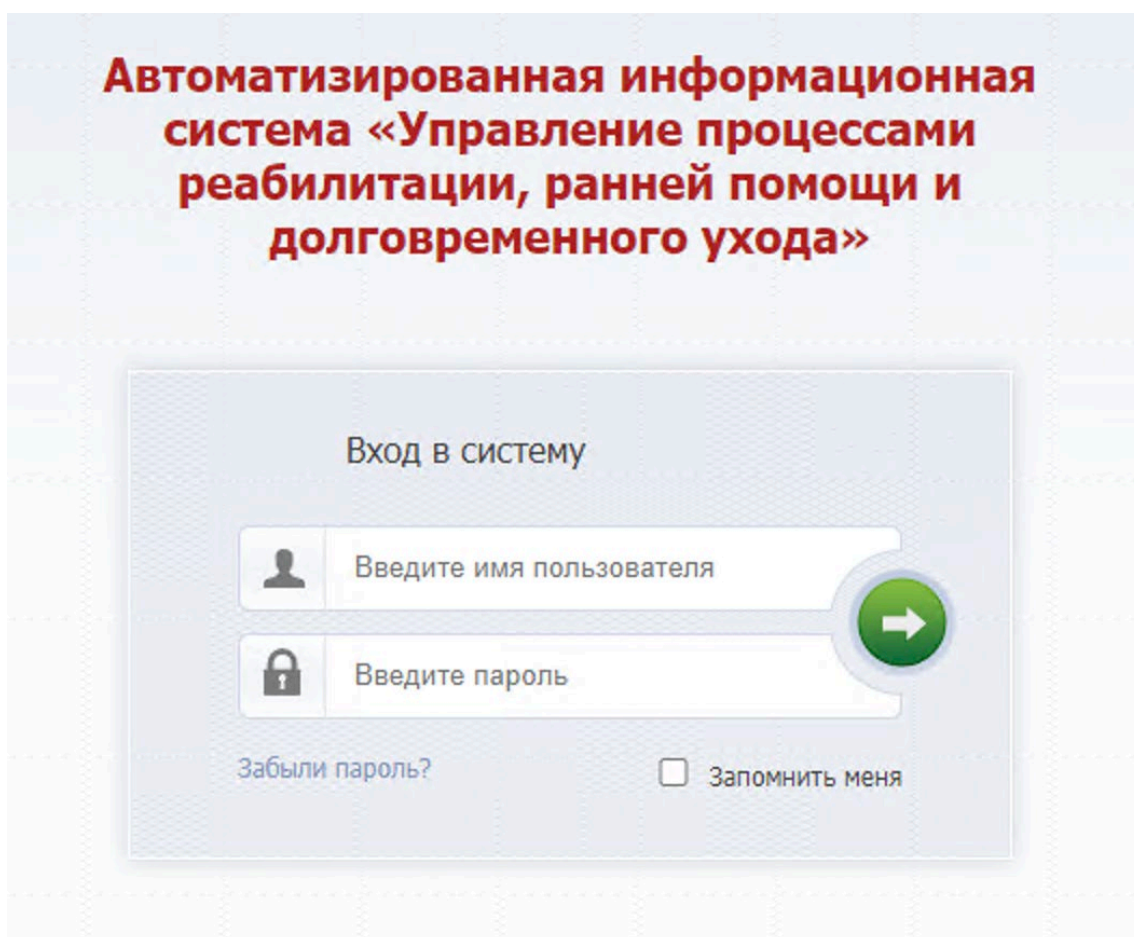 Автоматизированная информационная
система «Управление процессами
реабилитации, ранней помощи и
долговременного ухода»
Вход в систему
Введите имя пользователя
Введите пароль
Забыли пароль?
Запомнить меня